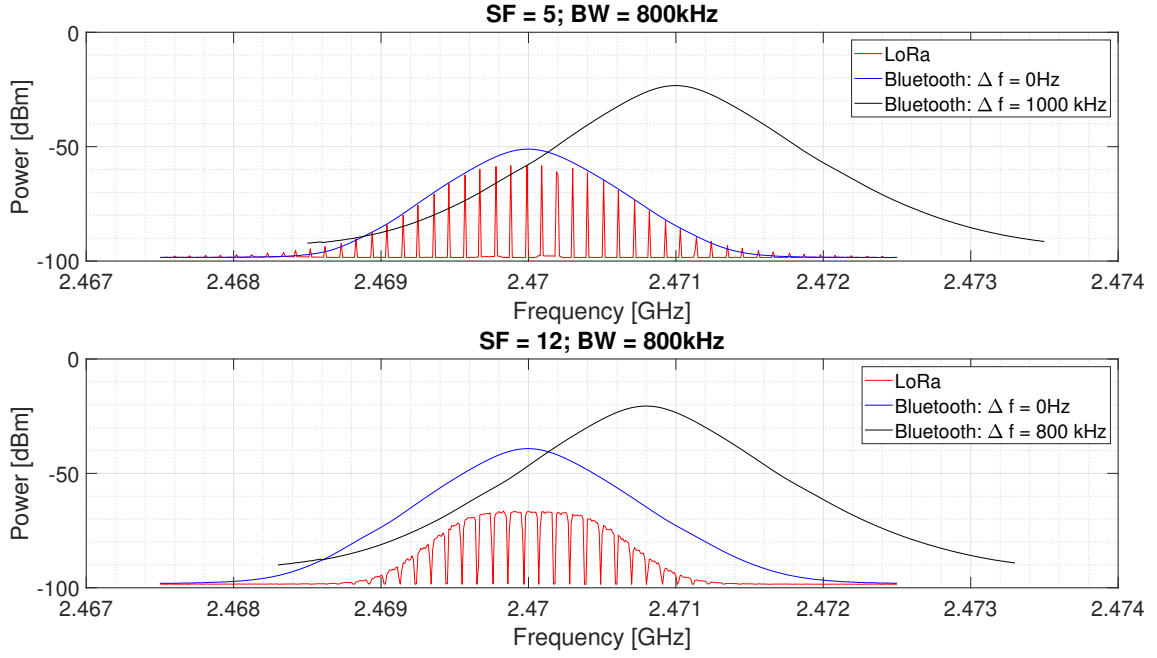 SF = 5; BW = 800kHz
0
-50
-100
Power [dBm]
LoRa
Bluetooth: Δ f = 0Hz
Bluetooth: Δ f = 1000 kHz
2.467 2.468 2.469 2.47 2.471 2.472 2.473 2.474
Frequency [GHz]
SF = 12; BW = 800kHz
0
-50
-100
Power [dBm]
LoRa
Bluetooth: Δ f = 0Hz
Bluetooth: Δ f = 800 kHz
2.467 2.468 2.469 2.47 2.471 2.472 2.473 2.474
Frequency [GHz]